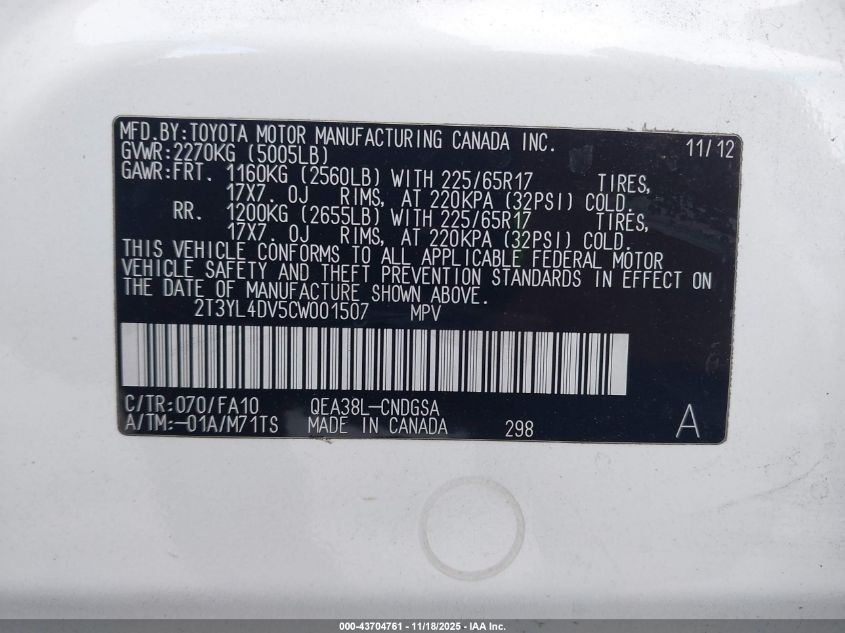 MFD.BY:TOYOTA MOTOR MANUFACTURING CANADA INC. 11/12
GVWR:2270KG (5005LB)
GAWR:FRT. 1160KG (2560LB) WITH 225/65R17 TIRES,
17X7.0J RIMS, AT 220KPA (32PSI) COLD.
RR. 1200KG (2655LB) WITH 225/65R17 TIRES,
17X7.0J RIMS, AT 220KPA (32PSI) COLD.
THIS VEHICLE CONFORMS TO ALL APPLICABLE FEDERAL MOTOR
VEHICLE SAFETY AND THEFT PREVENTION STANDARDS IN EFFECT ON
THE DATE OF MANUFACTURE SHOWN ABOVE.
2T3YL4DV5CW001507 MPV
C/TR:070/FA10 QEA38L-CNDGSA
A/TM:-01A/M71TS MADE IN CANADA 298 A
000-43704761 - 11/18/2025 - IAA Inc.